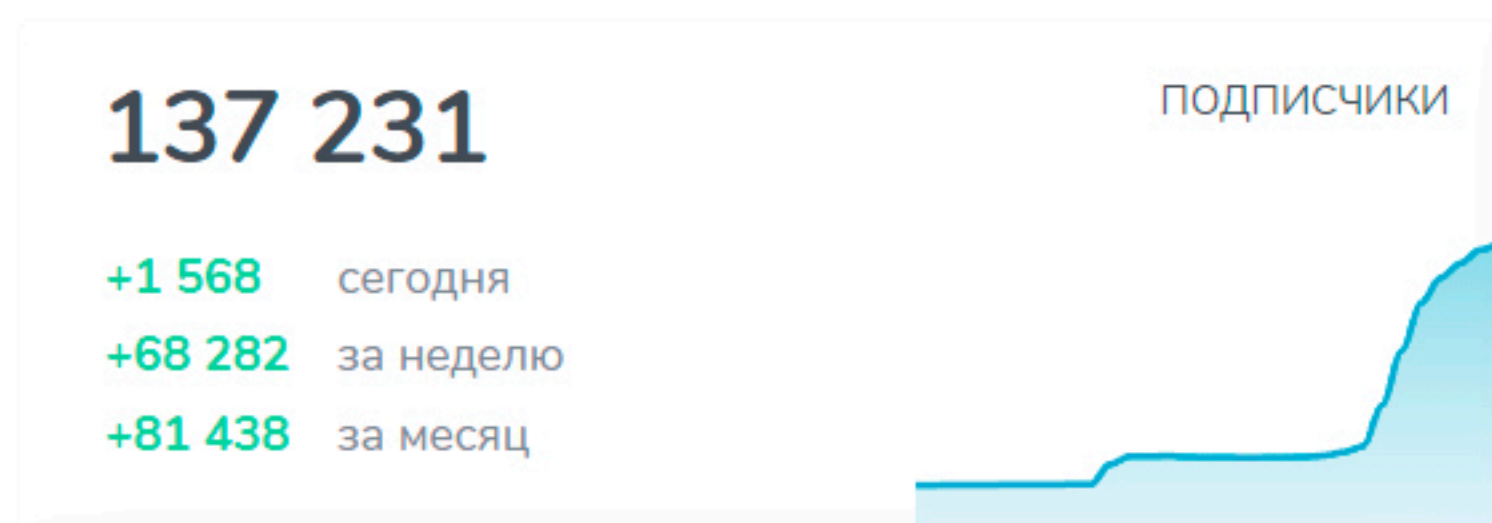 137 231
ПОДПИСЧИКИ
+1 568 сегодня
+68 282 за неделю
+81 438 за месяц